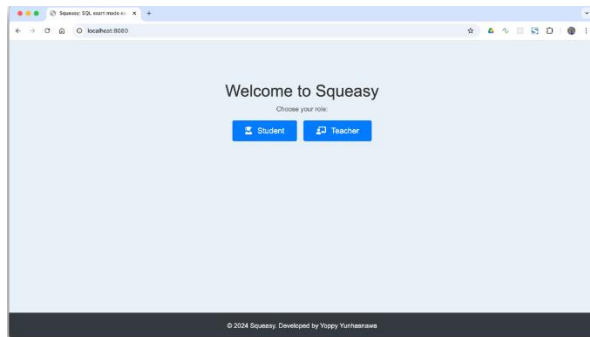 Squeasy: SQL exam made ea
localhost:8080
Welcome to Squeasy
Choose your role:
Student
Teacher
© 2024 Squeasy. Developed by Yoppy Yunhasnawa